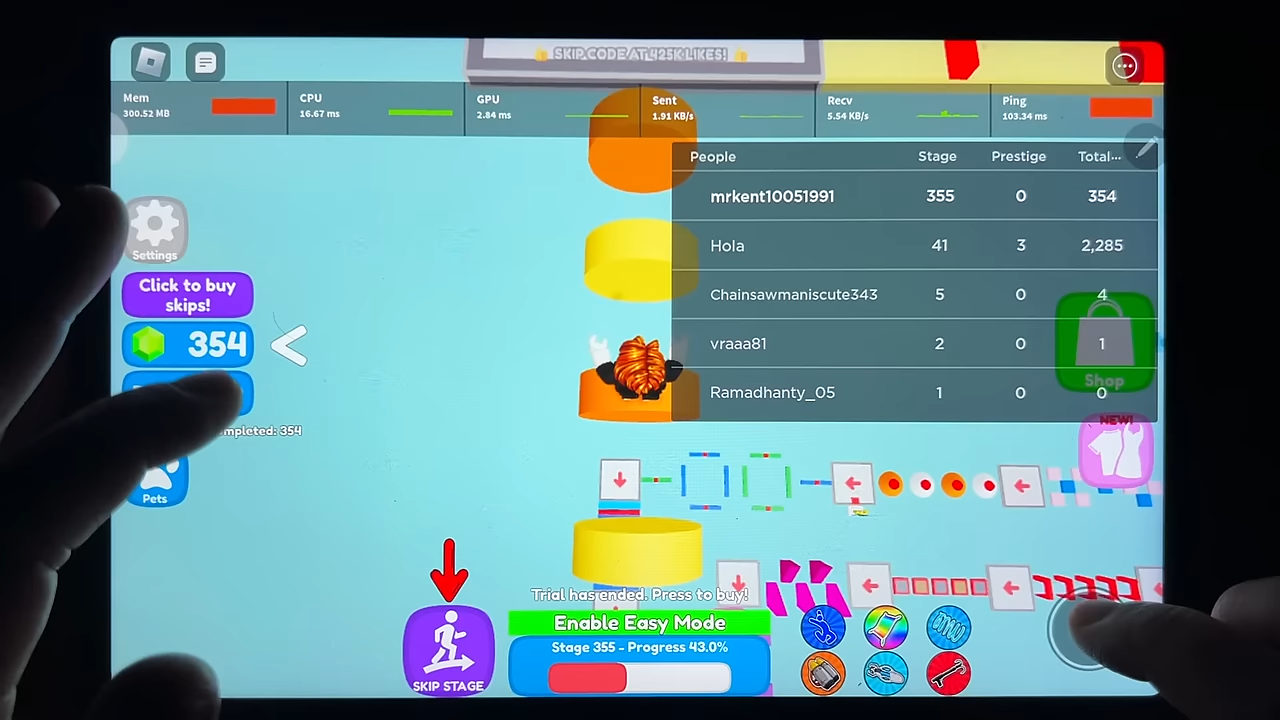 SKIP CODE AT 425K LIKES!
Mem
300.52 MB
CPU
16.67 ms
GPU
2.84 ms
Sent
1.91 KB/s
Recv
5.54 KB/s
Ping
103.34 ms
People Stage Prestige Total...
mrkent10051991 355 0 354
Hola 41 3 2,285
Chainsawmaniscute343 5 0 4
vraaa81 2 0 1
Ramadhanty_05 1 0 0
Settings
Click to buy
skips!
354
354
Pets
Shop
NEW!
SKIP STAGE
Trial has ended. Press to buy!
Enable Easy Mode
Stage 355 - Progress 43.0%